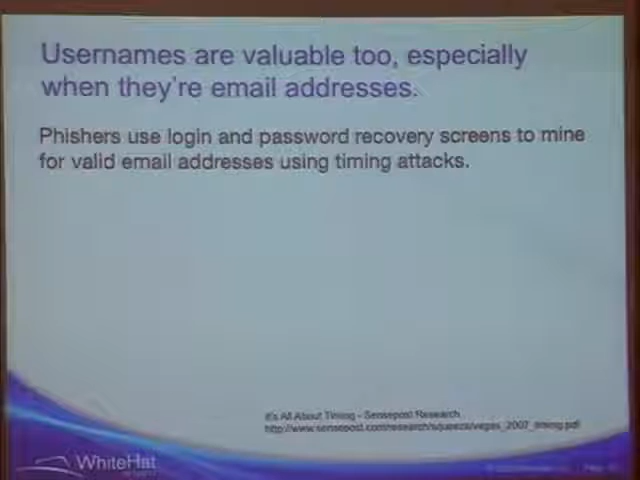 Usernames are valuable too, especially
when they're email addresses.
Phishers use login and password recovery screens to mine
for valid email addresses using timing attacks.
It's All About Timing - Sensepost Research
http://www.sensepost.com/research/squeeza/vegas_2007_timing.pdf
WhiteHat